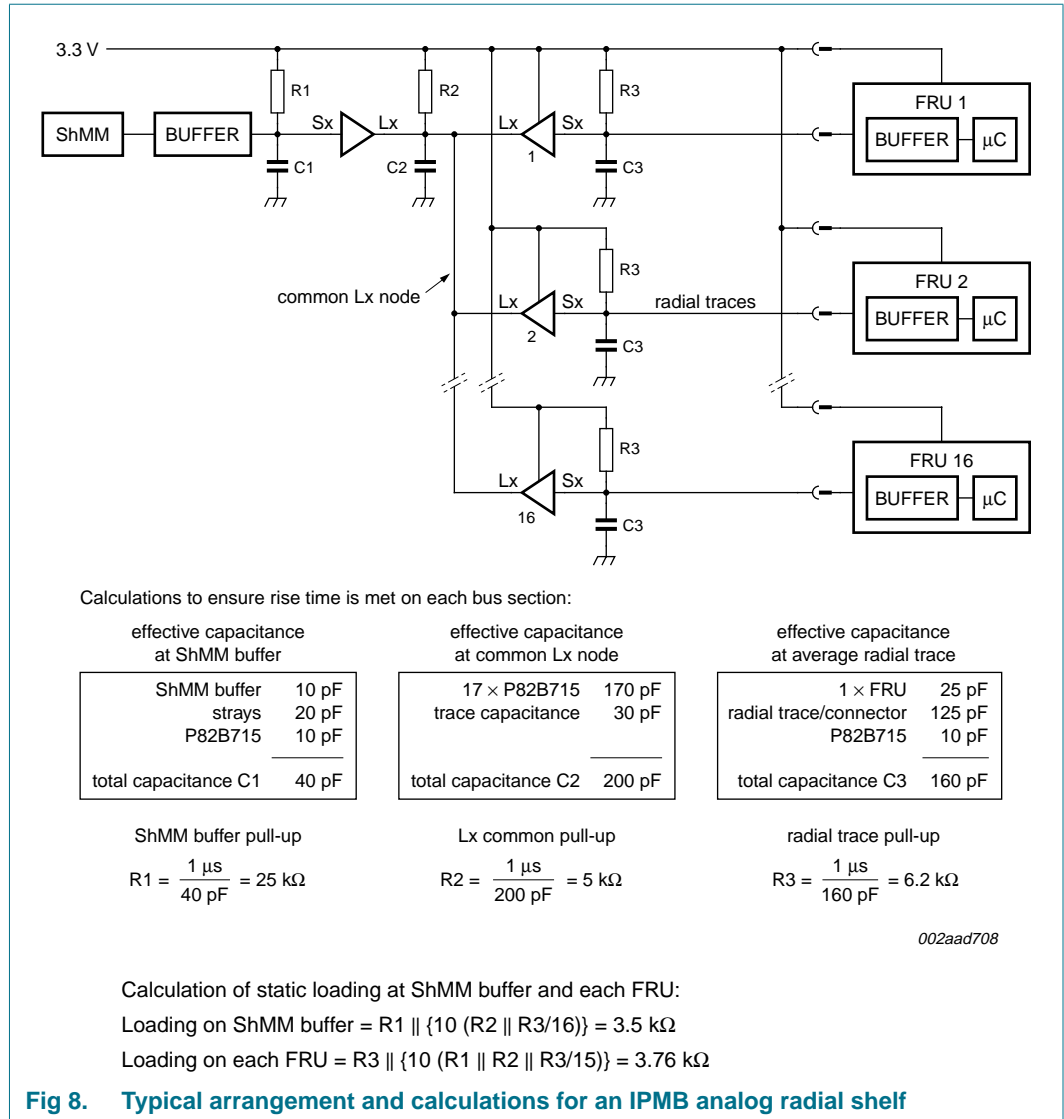 3.3 V
R1
R2
R3
FRU 1
ShMM
BUFFER
Sx
Lx
Lx
Sx
BUFFER
μC
1
C1
C2
C3
R3
FRU 2
common Lx node
Lx
Sx
radial traces
BUFFER
μC
2
C3
R3
FRU 16
Lx
Sx
BUFFER
μC
16
C3
Calculations to ensure rise time is met on each bus section:
effective capacitance
at ShMM buffer
ShMM buffer 10 pF
strays 20 pF
P82B715 10 pF
total capacitance C1 40 pF
ShMM buffer pull-up
R1 = 1 μs / 40 pF = 25 kΩ
effective capacitance
at common Lx node
17 × P82B715 170 pF
trace capacitance 30 pF
total capacitance C2 200 pF
Lx common pull-up
R2 = 1 μs / 200 pF = 5 kΩ
effective capacitance
at average radial trace
1 × FRU 25 pF
radial trace/connector 125 pF
P82B715 10 pF
total capacitance C3 160 pF
radial trace pull-up
R3 = 1 μs / 160 pF = 6.2 kΩ
002aad708
Calculation of static loading at ShMM buffer and each FRU:
Loading on ShMM buffer = R1 || {10 (R2 || R3/16)} = 3.5 kΩ
Loading on each FRU = R3 || {10 (R1 || R2 || R3/15)} = 3.76 kΩ
Fig 8. Typical arrangement and calculations for an IPMB analog radial shelf